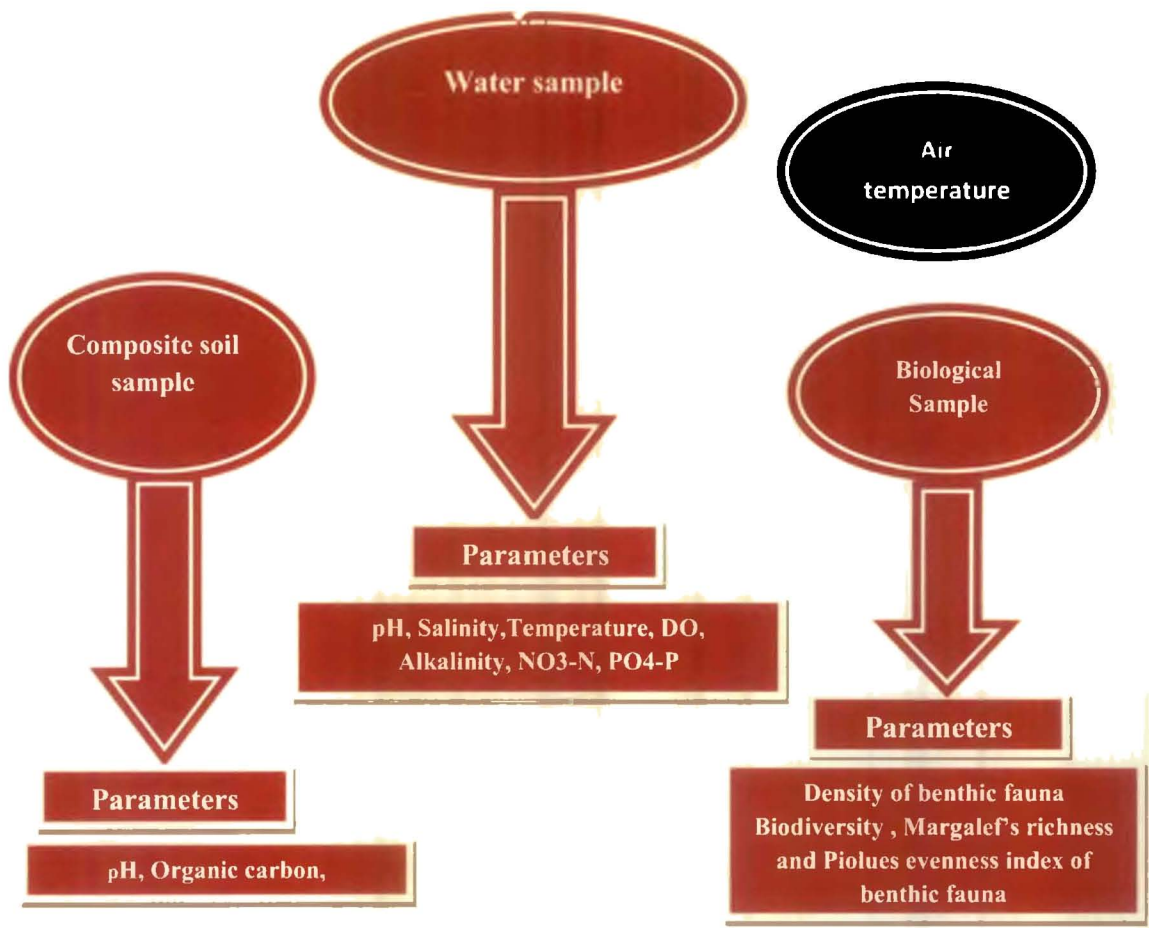 Water sample
Air
temperature
Composite soil
sample
Biological
Sample
Parameters
pH, Salinity,Temperature, DO,
Alkalinity, NO3-N, PO4-P
Parameters
Density of benthic fauna
Biodiversity , Margalef's richness
and Piolues evenness index of
benthic fauna
Parameters
pH, Organic carbon,